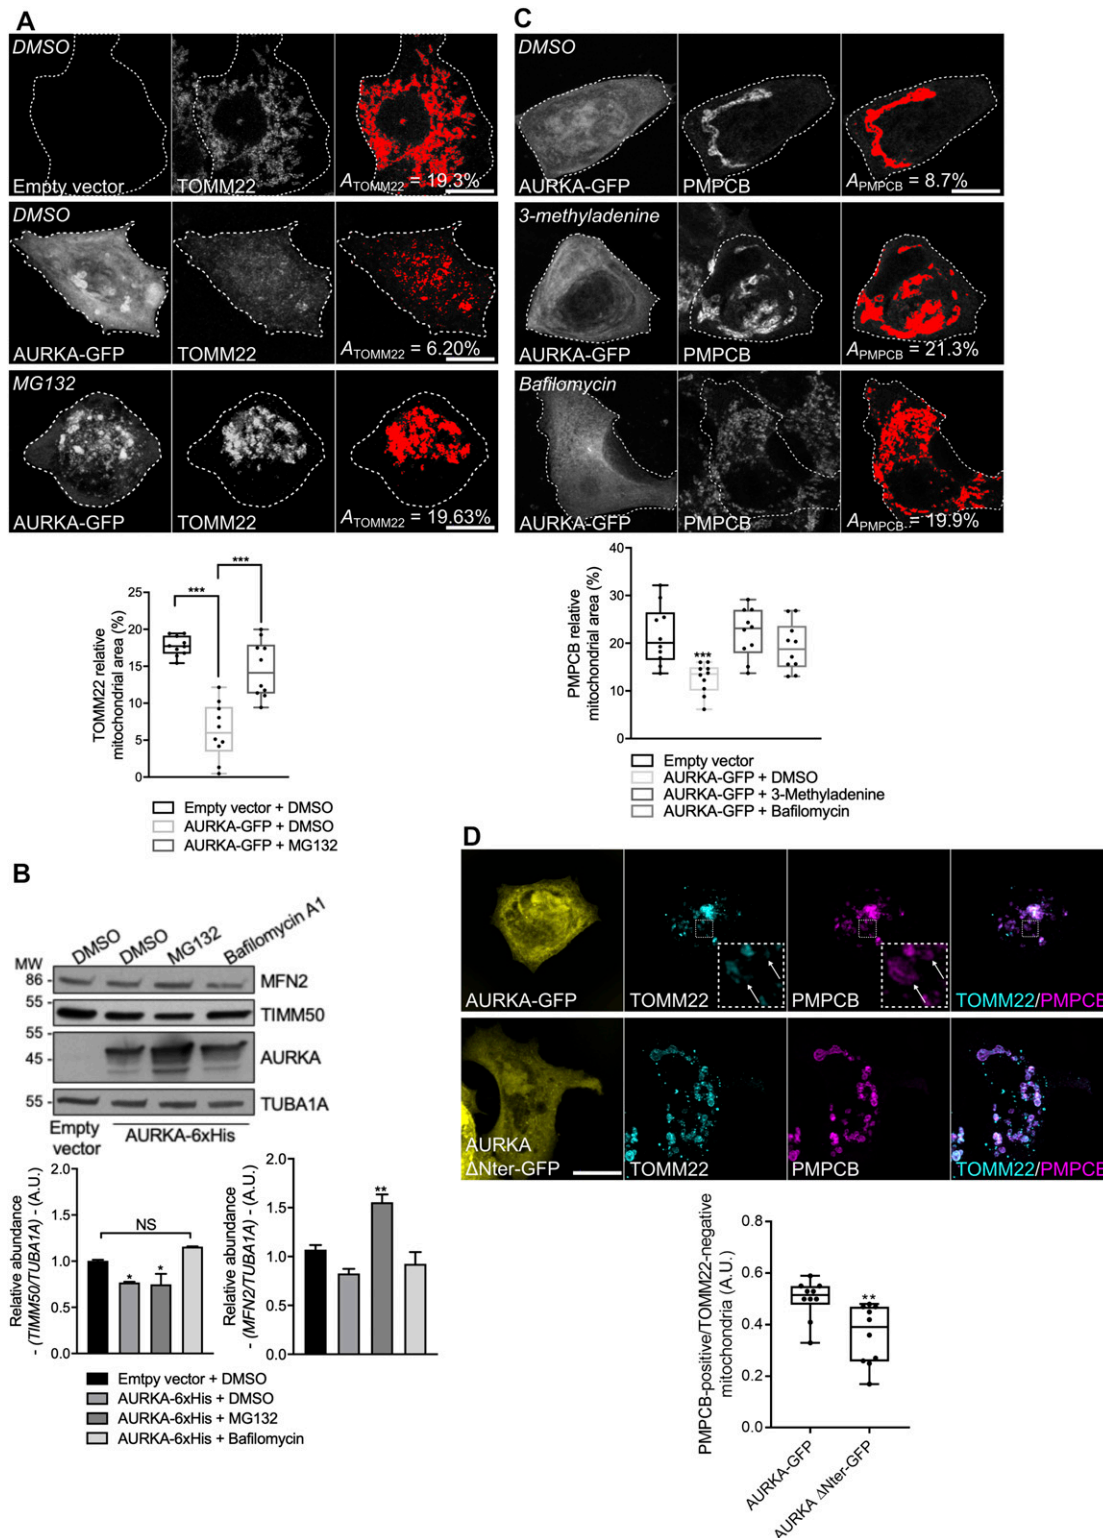 A
DMSO
Empty vector
TOMM22
ATOMM22 = 19.3%
DMSO
AURKA-GFP
TOMM22
ATOMM22 = 6.20%
MG132
AURKA-GFP
TOMM22
ATOMM22 = 19.63%
TOMM22 relative
mitochondrial area (%)
25
20
15
10
5
0
***
***
Empty vector + DMSO
AURKA-GFP + DMSO
AURKA-GFP + MG132
B
DMSO
DMSO
MG132
Bafilomycin A1
MW
86
MFN2
55
TIMM50
55
45
AURKA
55
TUBA1A
Empty
vector
AURKA-6xHis
Relative abundance
- (TIMM50/TUBA1A) - (A.U.)
2.0
1.5
1.0
0.5
0.0
NS
*
*
Relative abundance
- (MFN2/TUBA1A) - (A.U.)
2.0
1.5
1.0
0.5
0.0
**
Emtpy vector + DMSO
AURKA-6xHis + DMSO
AURKA-6xHis + MG132
AURKA-6xHis + Bafilomycin
C
DMSO
AURKA-GFP
PMPCB
APMPCB = 8.7%
3-methyladenine
AURKA-GFP
PMPCB
APMPCB = 21.3%
Bafilomycin
AURKA-GFP
PMPCB
APMPCB = 19.9%
PMPCB relative
mitochondrial area (%)
40
30
20
10
0
***
Empty vector
AURKA-GFP + DMSO
AURKA-GFP + 3-Methyladenine
AURKA-GFP + Bafilomycin
D
AURKA-GFP
TOMM22
PMPCB
TOMM22/PMPCB
AURKA
ΔNter-GFP
TOMM22
PMPCB
TOMM22/PMPCB
PMPCB-positive/TOMM22-negative
mitochondria (A.U.)
0.8
0.6
0.4
0.2
0.0
**
AURKA-GFP
AURKA ΔNter-GFP